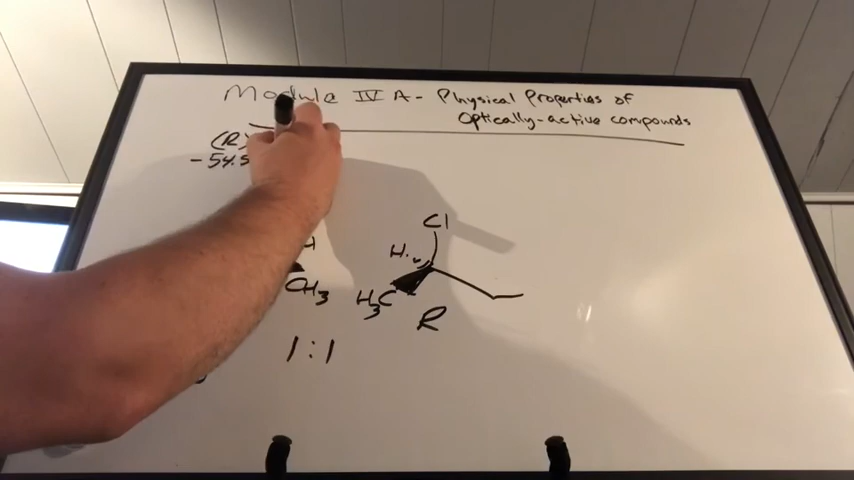 Module IV A - Physical Properties of
Optically-active compounds
(R)
-54.5
Cl
H
H
CH3
H3C
R
1:1